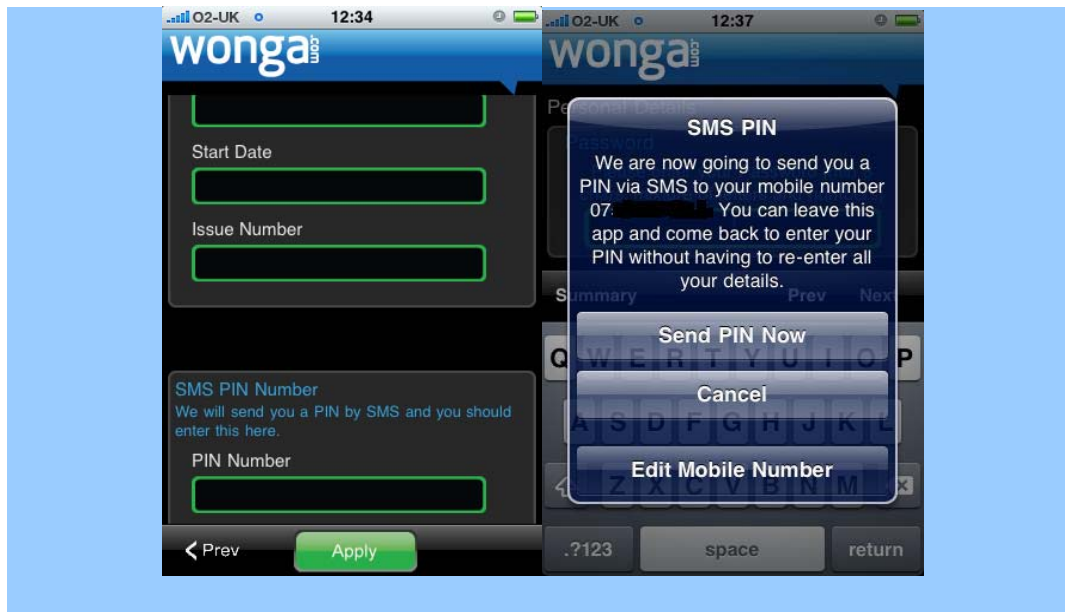 O2-UK 12:34
wonga.com
Start Date
Issue Number
SMS PIN Number
We will send you a PIN by SMS and you should
enter this here.
PIN Number
Prev Apply
O2-UK 12:37
wonga.com
Personal Details
Password
SMS PIN
We are now going to send you a
PIN via SMS to your mobile number
07 You can leave this
app and come back to enter your
PIN without having to re-enter all
your details.
Summary Prev Next
Send PIN Now
Q W E R T Y U I O P
Cancel
A S D F G H J K L
Edit Mobile Number
Z X C V B N M
.?123 space return